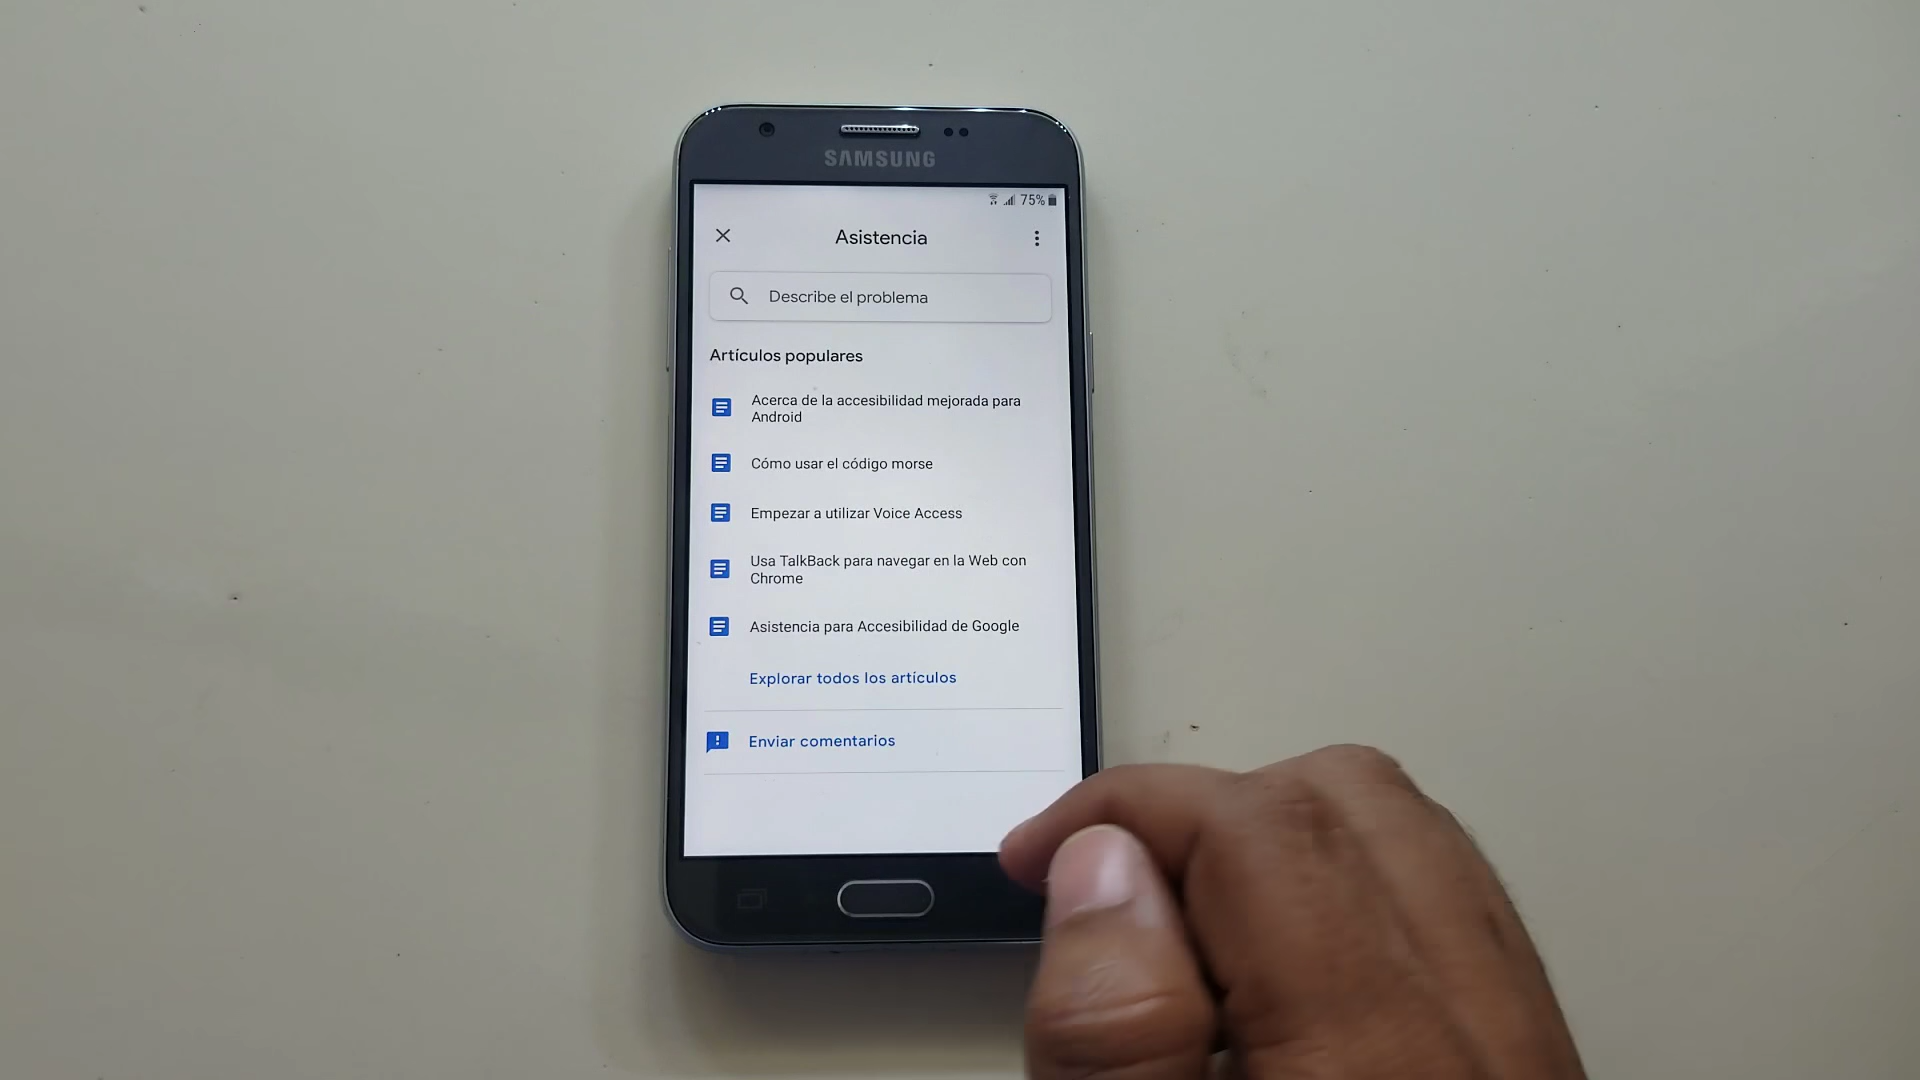 SAMSUNG
75%
Asistencia
Describe el problema
Artículos populares
Acerca de la accesibilidad mejorada para
Android
Cómo usar el código morse
Empezar a utilizar Voice Access
Usa TalkBack para navegar en la Web con
Chrome
Asistencia para Accesibilidad de Google
Explorar todos los artículos
Enviar comentarios